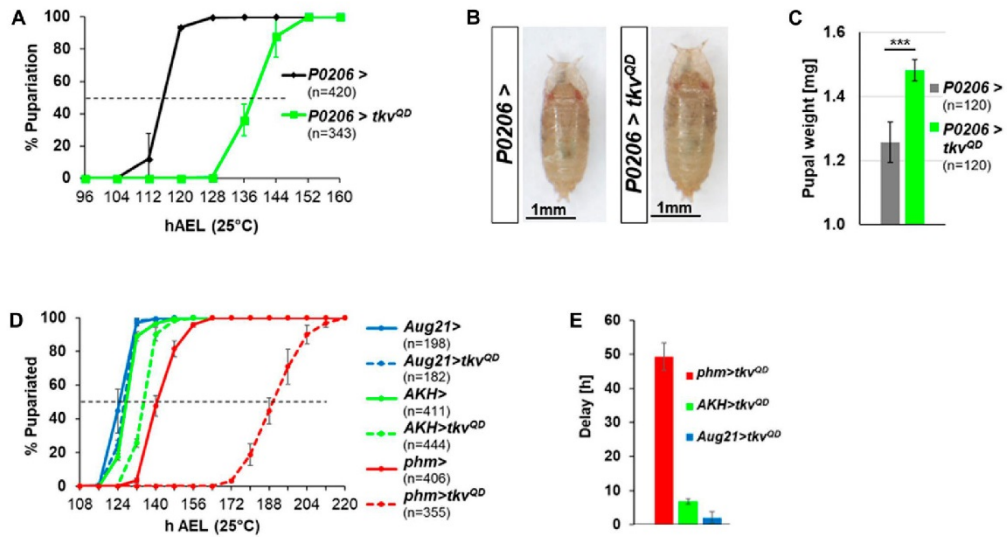 A
% Pupariation
100
80
60
40
20
0
96 104 112 120 128 136 144 152 160
hAEL (25°C)
P0206 >
(n=420)
P0206 > tkvQD
(n=343)
B
P0206 >
1mm
P0206 > tkvQD
1mm
C
Pupal weight [mg]
1.6
1.4
1.2
1.0
***
P0206 >
(n=120)
P0206 >
tkvQD
(n=120)
D
% Pupariated
100
80
60
40
20
0
108 124 140 156 172 188 204 220
h AEL (25°C)
Aug21>
(n=198)
Aug21>tkvQD
(n=182)
AKH>
(n=411)
AKH>tkvQD
(n=444)
phm>
(n=406)
phm>tkvQD
(n=355)
E
Delay [h]
60
50
40
30
20
10
0
phm>tkvQD
AKH>tkvQD
Aug21>tkvQD